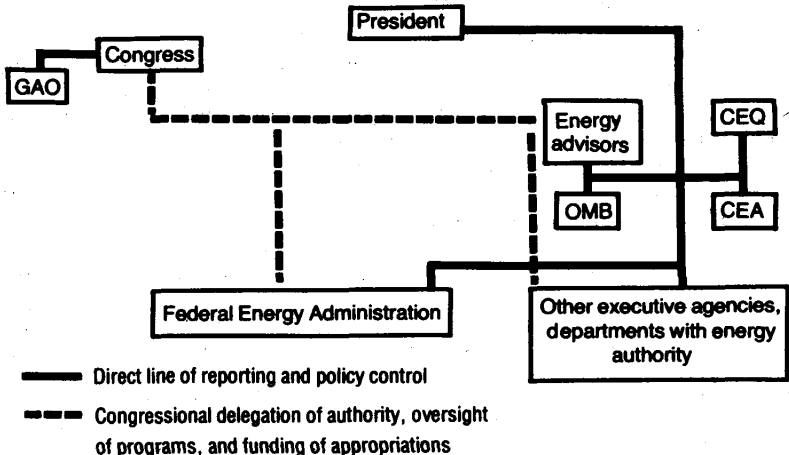 President
Congress
GAO
Energy
advisors
CEQ
OMB
CEA
Federal Energy Administration
Other executive agencies,
departments with energy
authority
Direct line of reporting and policy control
Congressional delegation of authority, oversight
of programs, and funding of appropriations